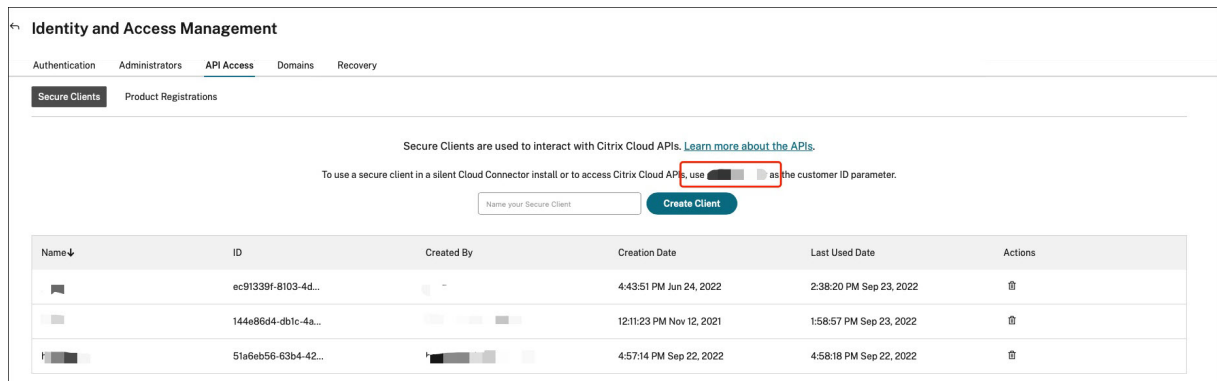 Identity and Access Management
Authentication Administrators API Access Domains Recovery
Secure Clients Product Registrations
Secure Clients are used to interact with Citrix Cloud APIs. Learn more about the APIs.
To use a secure client in a silent Cloud Connector install or to access Citrix Cloud APIs, use as the customer ID parameter.
Name your Secure Client Create Client
Name ID Created By Creation Date Last Used Date Actions
ec91339f-8103-4d... 4:43:51 PM Jun 24, 2022 2:38:20 PM Sep 23, 2022
144e86d4-db1c-4a... 12:11:23 PM Nov 12, 2021 1:58:57 PM Sep 23, 2022
51a6eb56-63b4-42... 4:57:14 PM Sep 22, 2022 4:58:18 PM Sep 22, 2022